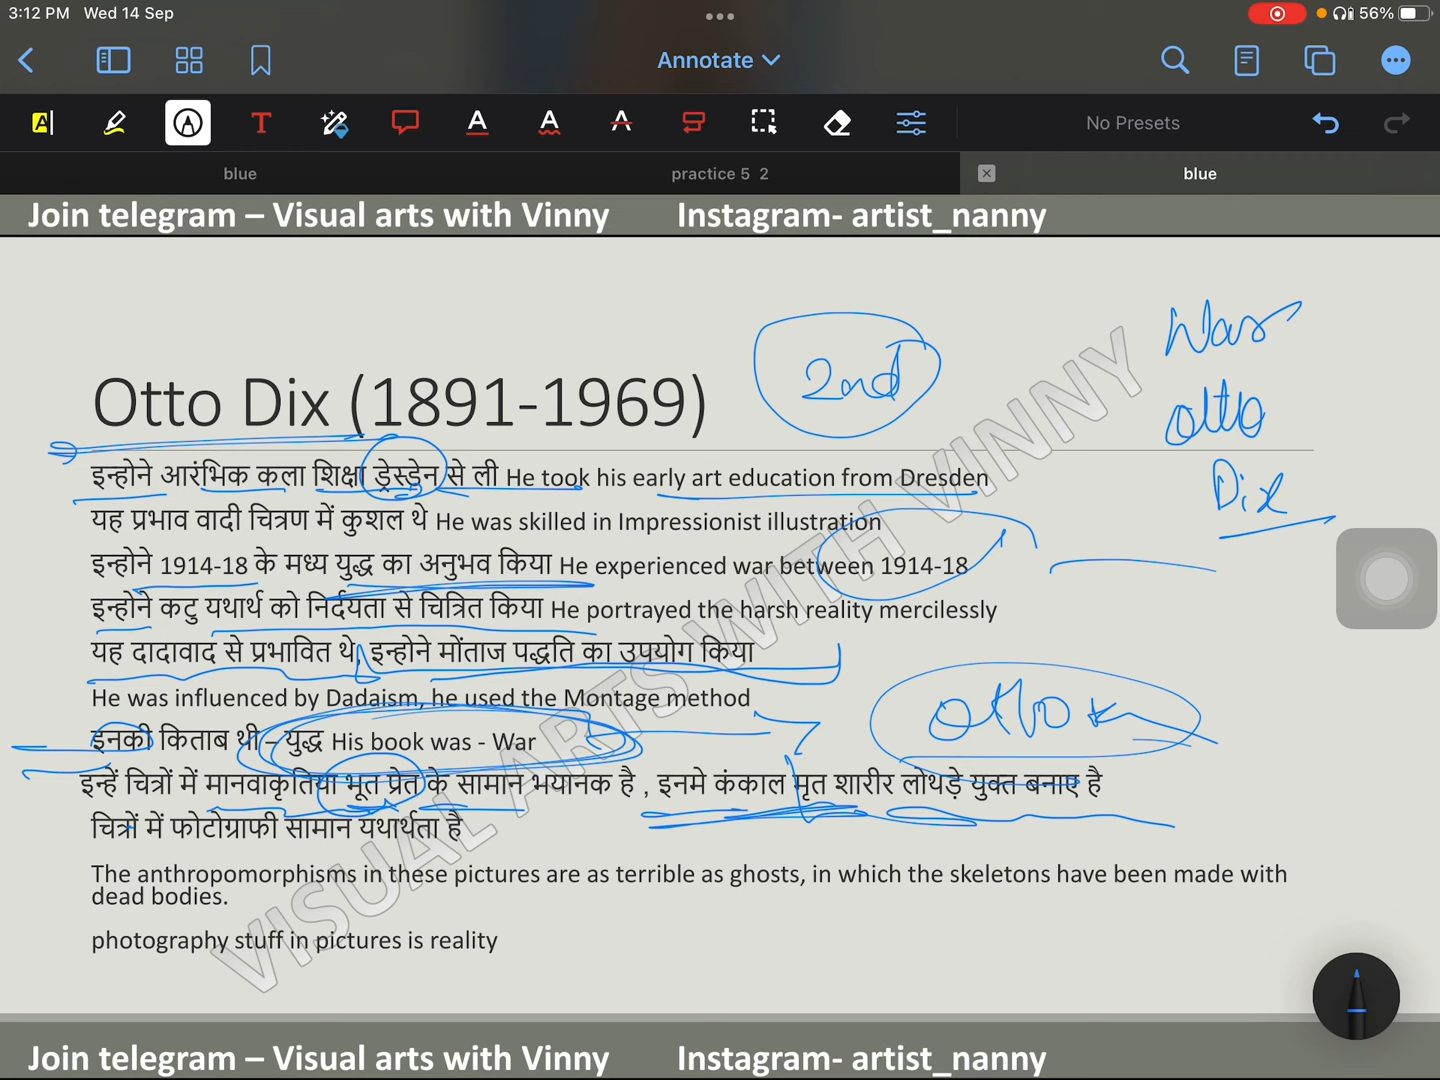 3:12 PM Wed 14 Sep 56%
Annotate
No Presets
blue practice 5 2 blue
Join telegram – Visual arts with Vinny Instagram- artist_nanny
Otto Dix (1891-1969)
2nd
War
Otto
Dix
इन्होने आरंभिक कला शिक्षा ड्रेस्डेन से ली He took his early art education from Dresden
यह प्रभाव वादी चित्रण में कुशल थे He was skilled in Impressionist illustration
इन्होने 1914-18 के मध्य युद्ध का अनुभव किया He experienced war between 1914-18
इन्होने कटु यथार्थ को निर्दयता से चित्रित किया He portrayed the harsh reality mercilessly
यह दादावाद से प्रभावित थे, इन्होने मोंताज पद्धति का उपयोग किया
He was influenced by Dadaism, he used the Montage method
इनकी किताब थी – युद्ध His book was - War
इन्हें चित्रों में मानवाकृतिया भूत प्रेत के सामान भयानक है , इनमे कंकाल मृत शारीर लोथड़े युक्त बनाए है
चित्रों में फोटोग्राफी सामान यथार्थता है
The anthropomorphisms in these pictures are as terrible as ghosts, in which the skeletons have been made with
dead bodies.
photography stuff in pictures is reality
VISUAL ARTS WITH VINNY
Join telegram – Visual arts with Vinny Instagram- artist_nanny